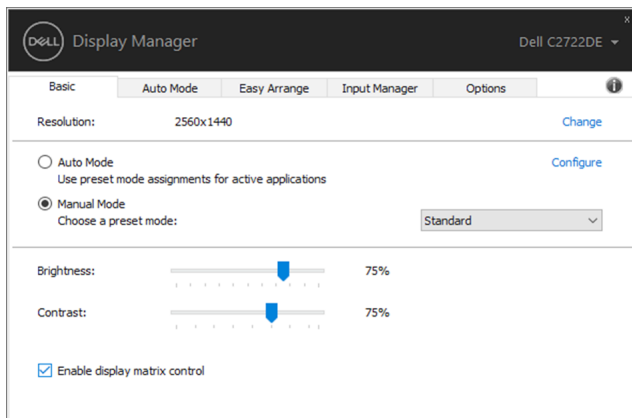 DELL Display Manager Dell C2722DE
Basic Auto Mode Easy Arrange Input Manager Options
Resolution: 2560x1440 Change
Auto Mode Configure
Use preset mode assignments for active applications
Manual Mode
Choose a preset mode: Standard
Brightness: 75%
Contrast: 75%
Enable display matrix control